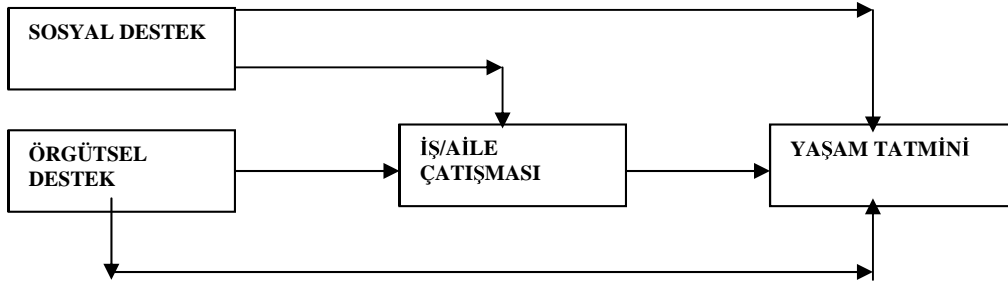 SOSYAL DESTEK
ÖRGÜTSEL
DESTEK
İŞ/AİLE
ÇATIŞMASI
YAŞAM TATMİNİ